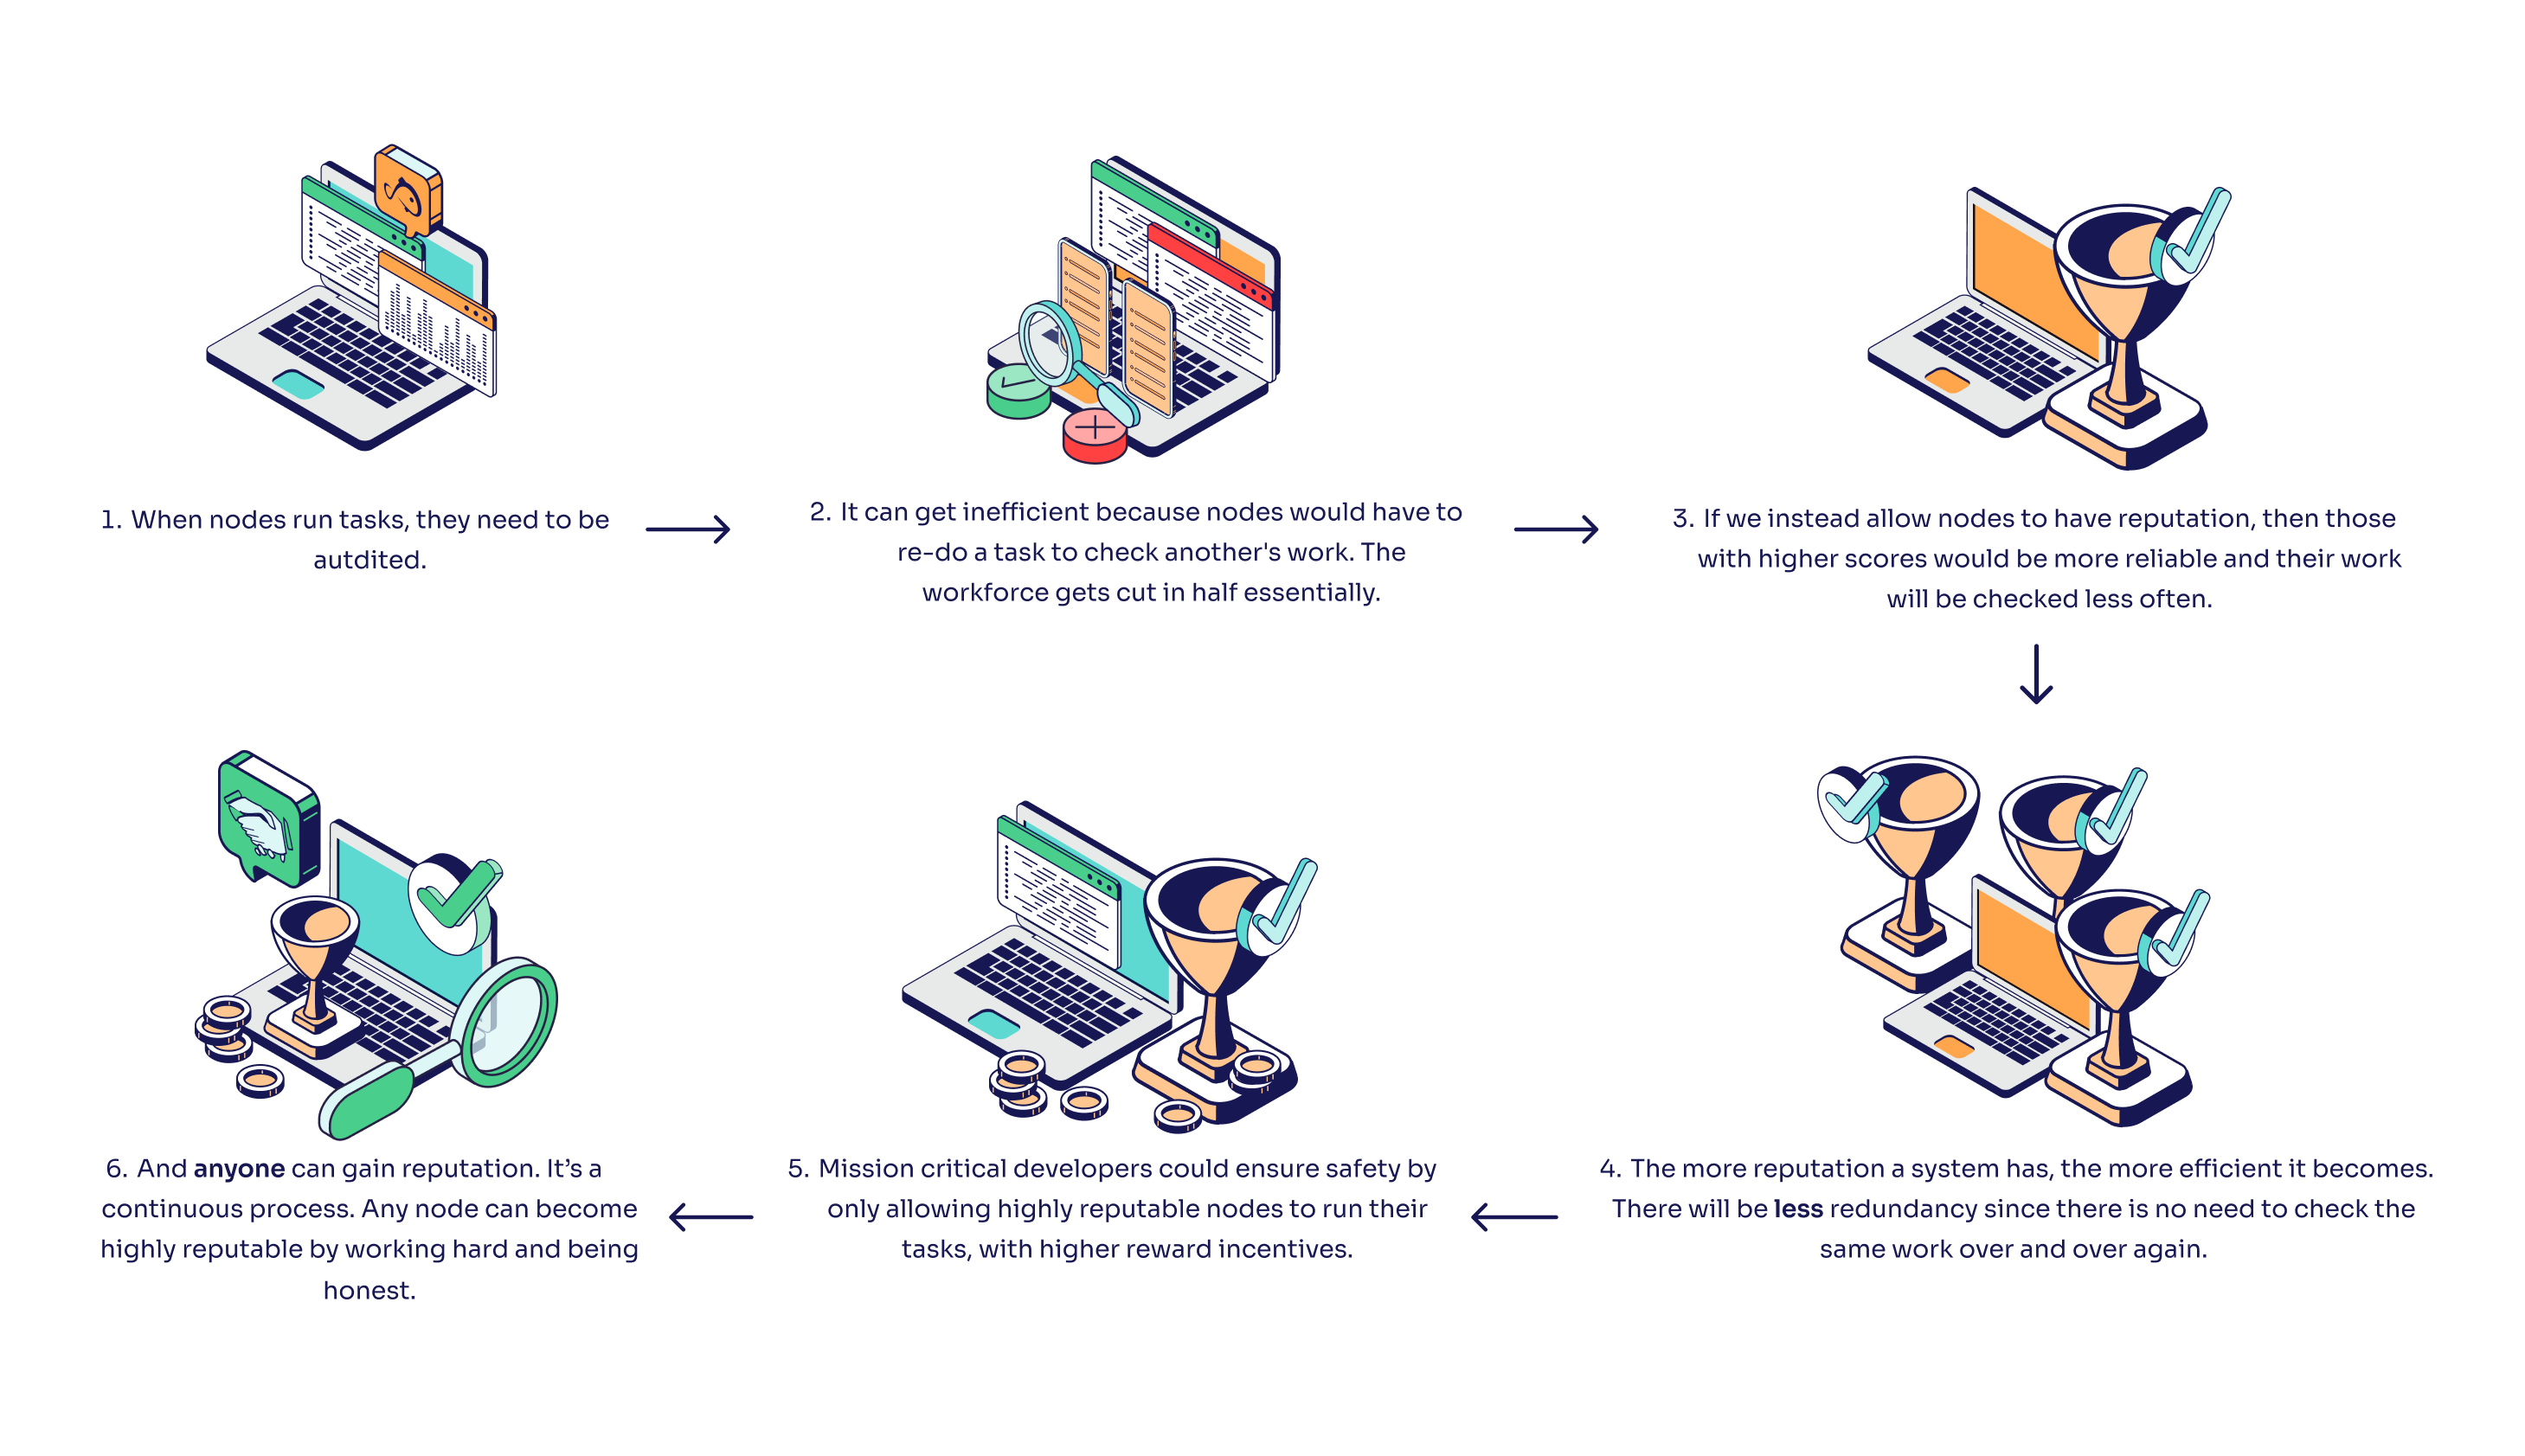 1. When nodes run tasks, they need to be
autdited.
2. It can get inefficient because nodes would have to
re-do a task to check another's work. The
workforce gets cut in half essentially.
3. If we instead allow nodes to have reputation, then those
with higher scores would be more reliable and their work
will be checked less often.
4. The more reputation a system has, the more efficient it becomes.
There will be less redundancy since there is no need to check the
same work over and over again.
5. Mission critical developers could ensure safety by
only allowing highly reputable nodes to run their
tasks, with higher reward incentives.
6. And anyone can gain reputation. It’s a
continuous process. Any node can become
highly reputable by working hard and being
honest.